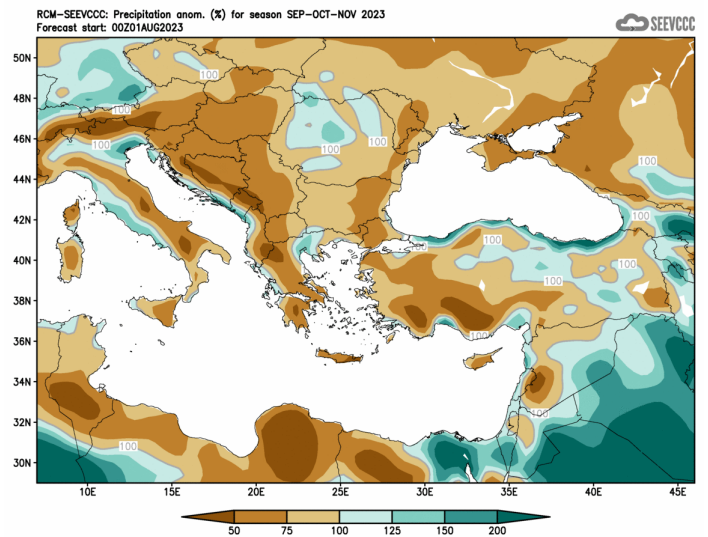 RCM-SEEVCCC: Precipitation anom. (%) for season SEP-OCT-NOV 2023
Forecast start: 00Z01AUG2023
SEEVCCC
50N
48N
46N
44N
42N
40N
38N
36N
34N
32N
30N
100
100
100
100
100
100
100
100
100
100
100
100
100
100
10E
15E
20E
25E
30E
35E
40E
45E
50
75
100
125
150
200